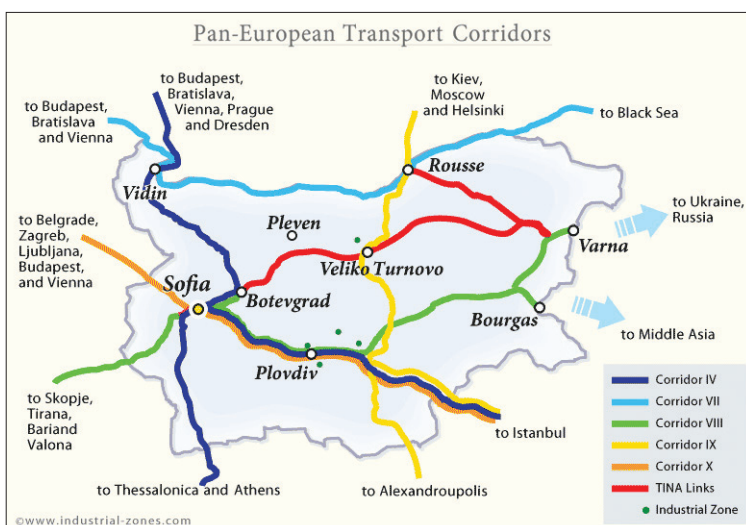 Pan-European Transport Corridors
to Budapest,
Bratislava,
Vienna, Prague
and Dresden
to Kiev,
Moscow
and Helsinki
to Budapest,
Bratislava
and Vienna
to Black Sea
Rousse
Vidin
to Ukraine,
Russia
Pleven
to Belgrade,
Zagreb,
Ljubljana,
Budapest,
and Vienna
Varna
Veliko Turnovo
Sofia
Botevgrad
Bourgas
to Middle Asia
Plovdiv
to Skopje,
Tirana,
Bariand
Valona
to Istanbul
to Thessalonica and Athens
to Alexandroupolis
Corridor IV
Corridor VII
Corridor VIII
Corridor IX
Corridor X
TINA Links
Industrial Zone
©www.industrial-zones.com